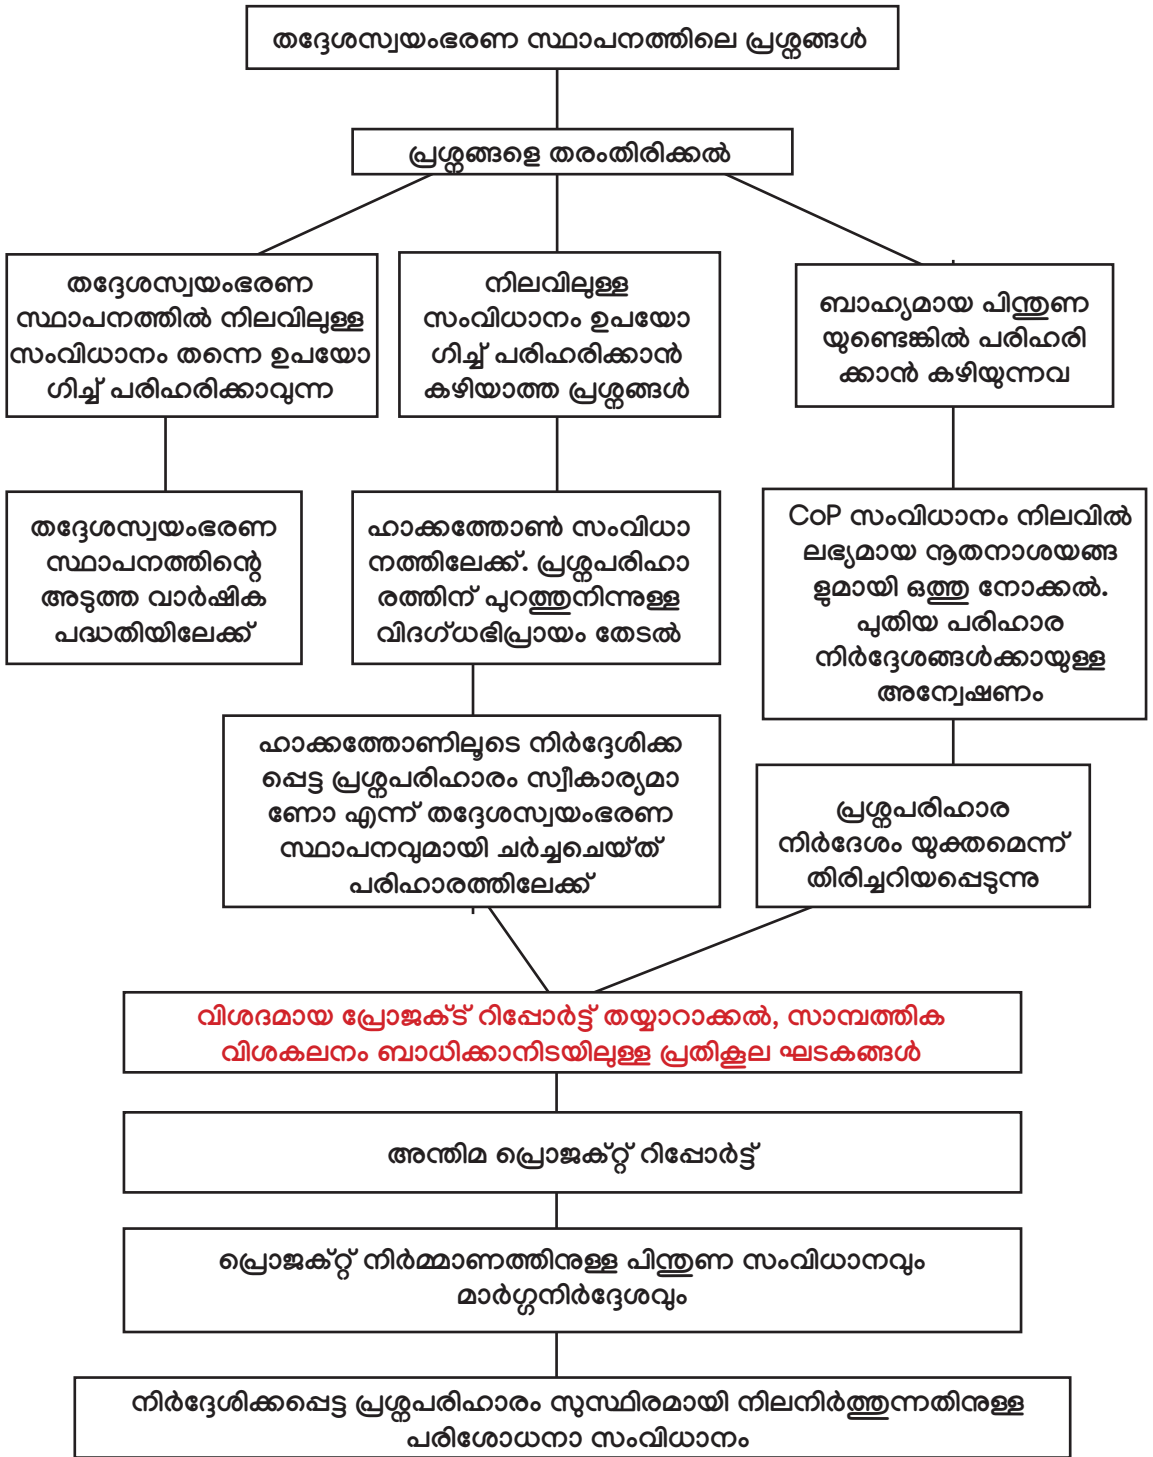 തദ്ദേശസ്വയംഭരണ സ്ഥാപനത്തിലെ പ്രശ്നങ്ങൾ
പ്രശ്നങ്ങളെ തരംതിരിക്കൽ
തദ്ദേശസ്വയംഭരണ
സ്ഥാപനത്തിൽ നിലവിലുള്ള
സംവിധാനം തന്നെ ഉപയോ
ഗിച്ച് പരിഹരിക്കാവുന്ന
നിലവിലുള്ള
സംവിധാനം ഉപയോ
ഗിച്ച് പരിഹരിക്കാൻ
കഴിയാത്ത പ്രശ്നങ്ങൾ
ബാഹ്യമായ പിന്തുണ
യുണ്ടെങ്കിൽ പരിഹരി
ക്കാൻ കഴിയുന്നവ
തദ്ദേശസ്വയംഭരണ
സ്ഥാപനത്തിന്റെ
അടുത്ത വാർഷിക
പദ്ധതിയിലേക്ക്
ഹാക്കത്തോൺ സംവിധാ
നത്തിലേക്ക്. പ്രശ്നപരിഹാ
രത്തിന് പുറത്തുനിന്നുള്ള
വിദഗ്ധഭിപ്രായം തേടൽ
CoP സംവിധാനം നിലവിൽ
ലഭ്യമായ നൂതനാശയങ്ങ
ളുമായി ഒത്തു നോക്കൽ.
പുതിയ പരിഹാര
നിർദ്ദേശങ്ങൾക്കായുള്ള
അന്വേഷണം
ഹാക്കത്തോണിലൂടെ നിർദ്ദേശിക്ക
പ്പെട്ട പ്രശ്നപരിഹാരം സ്വീകാര്യമാ
ണോ എന്ന് തദ്ദേശസ്വയംഭരണ
സ്ഥാപനവുമായി ചർച്ചചെയ്ത്
പരിഹാരത്തിലേക്ക്
പ്രശ്നപരിഹാര
നിർദേശം യുക്തമെന്ന്
തിരിച്ചറിയപ്പെടുന്നു
വിശദമായ പ്രോജക്ട് റിപ്പോർട്ട് തയ്യാറാക്കൽ, സാമ്പത്തിക
വിശകലനം ബാധിക്കാനിടയിലുള്ള പ്രതികൂല ഘടകങ്ങൾ
അന്തിമ പ്രൊജക്റ്റ് റിപ്പോർട്ട്
പ്രൊജക്റ്റ് നിർമ്മാണത്തിനുള്ള പിന്തുണ സംവിധാനവും
മാർഗ്ഗനിർദ്ദേശവും
നിർദ്ദേശിക്കപ്പെട്ട പ്രശ്നപരിഹാരം സുസ്ഥിരമായി നിലനിർത്തുന്നതിനുള്ള
പരിശോധനാ സംവിധാനം